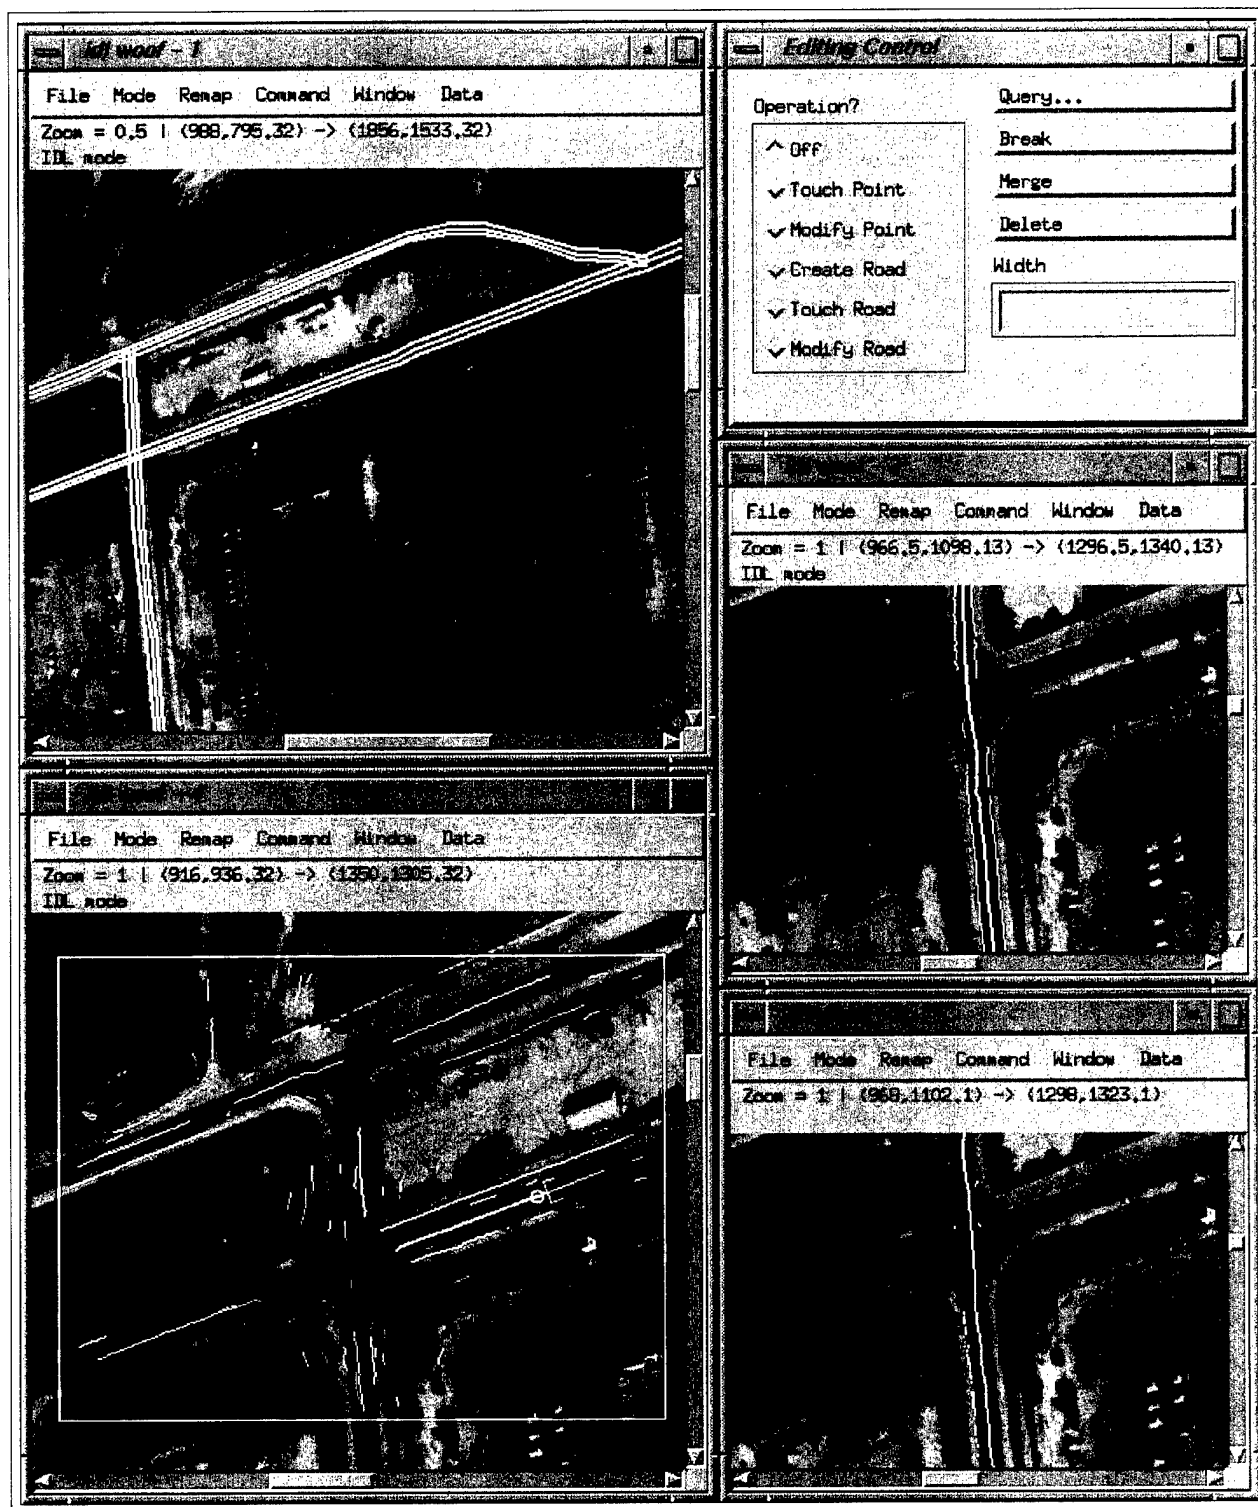 idl woof - 1
File Mode Remap Command Window Data
Zoom = 0.5 | (988,795,32) -> (1856,1533,32)
IDL mode
Editing Control
Operation?
Off
Touch Point
Modify Point
Create Road
Touch Road
Modify Road
Query...
Break
Merge
Delete
Width
File Mode Remap Command Window Data
Zoom = 1 | (966.5,1098,13) -> (1296.5,1340,13)
IDL mode
File Mode Remap Command Window Data
Zoom = 1 | (916,936,32) -> (1350,1305,32)
IDL mode
File Mode Remap Command Window Data
Zoom = 1 | (968,1102,1) -> (1298,1323,1)